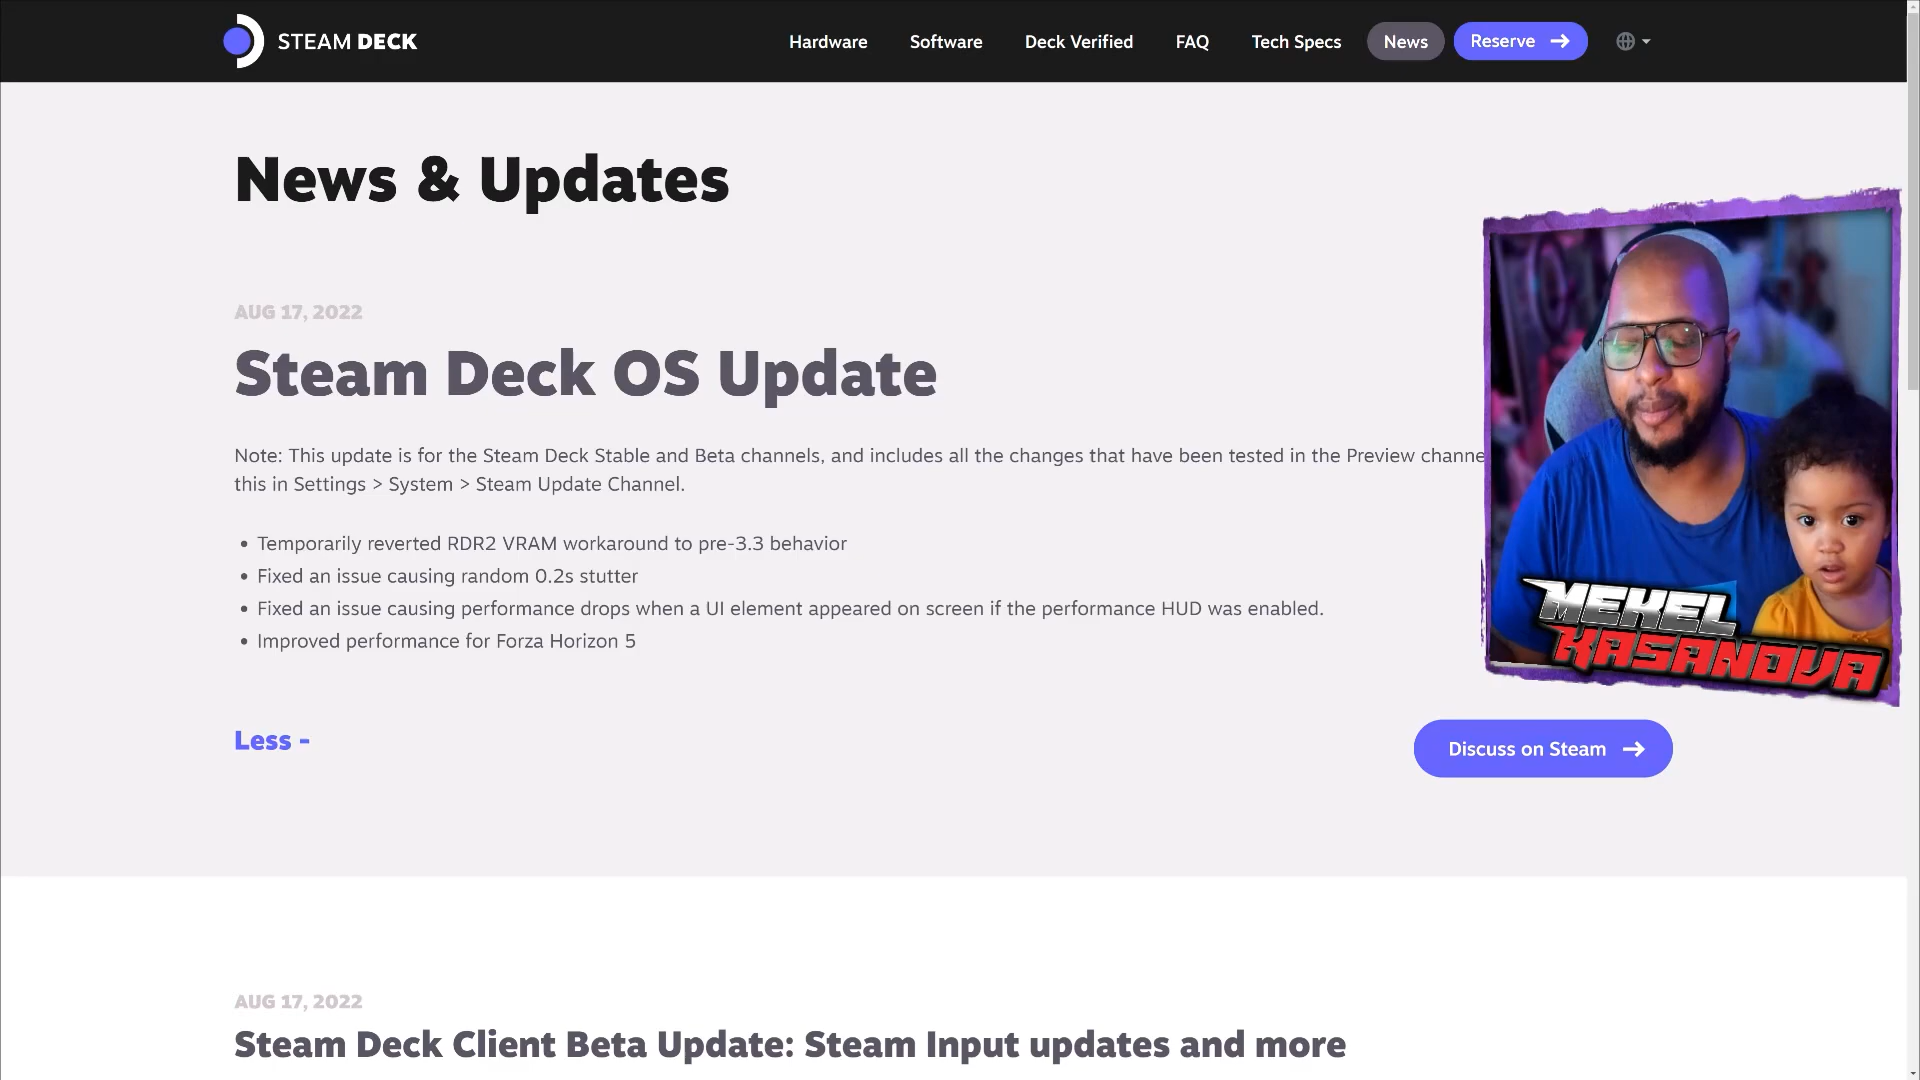 STEAM DECK
Hardware
Software
Deck Verified
FAQ
Tech Specs
News
Reserve
News & Updates
AUG 17, 2022
Steam Deck OS Update
Note: This update is for the Steam Deck Stable and Beta channels, and includes all the changes that have been tested in the Preview channe
this in Settings > System > Steam Update Channel.
• Temporarily reverted RDR2 VRAM workaround to pre-3.3 behavior
• Fixed an issue causing random 0.2s stutter
• Fixed an issue causing performance drops when a UI element appeared on screen if the performance HUD was enabled.
• Improved performance for Forza Horizon 5
MEKEL
KASANOVA
Less -
Discuss on Steam
AUG 17, 2022
Steam Deck Client Beta Update: Steam Input updates and more